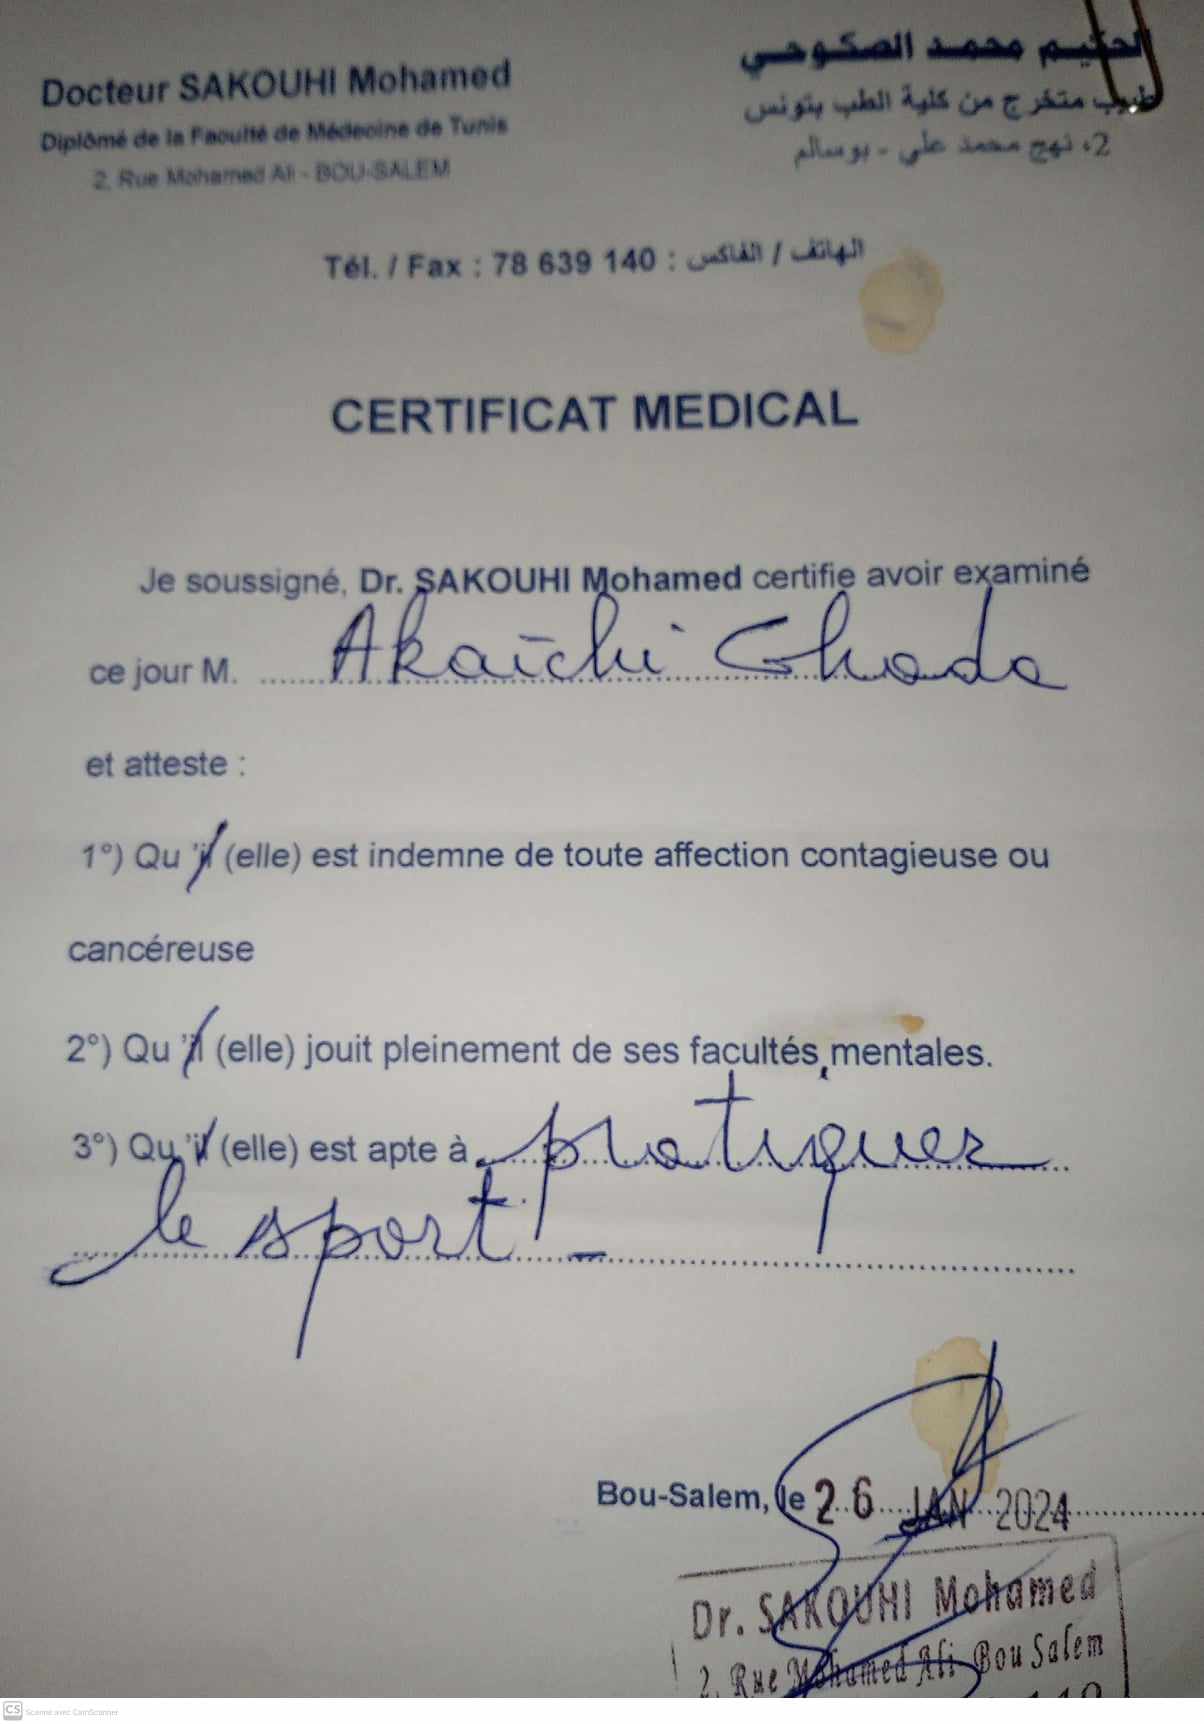 Docteur SAKOUHI Mohamed
Diplômé de la Faculté de Médecine de Tunis
2, Rue Mohamed Ali - BOU-SALEM
الحكيم محمد الصكوحي
طبيب متخرج من كلية الطب بتونس
2، نهج محمد علي - بوسالم
Tél. / Fax : 78 639 140 : الهاتف / الفاكس
CERTIFICAT MEDICAL
Je soussigné, Dr. SAKOUHI Mohamed certifie avoir examiné
ce jour M. Akaïchi Ghada
et atteste :
1°) Qu'il (elle) est indemne de toute affection contagieuse ou
cancéreuse
2°) Qu'il (elle) jouit pleinement de ses facultés mentales.
3°) Qu'il (elle) est apte à pratiquer
le sport -
Bou-Salem, le 26 JAN 2024
Dr. SAKOUHI Mohamed
2, Rue Mohamed Ali Bou Salem
CS Scanné avec CamScanner